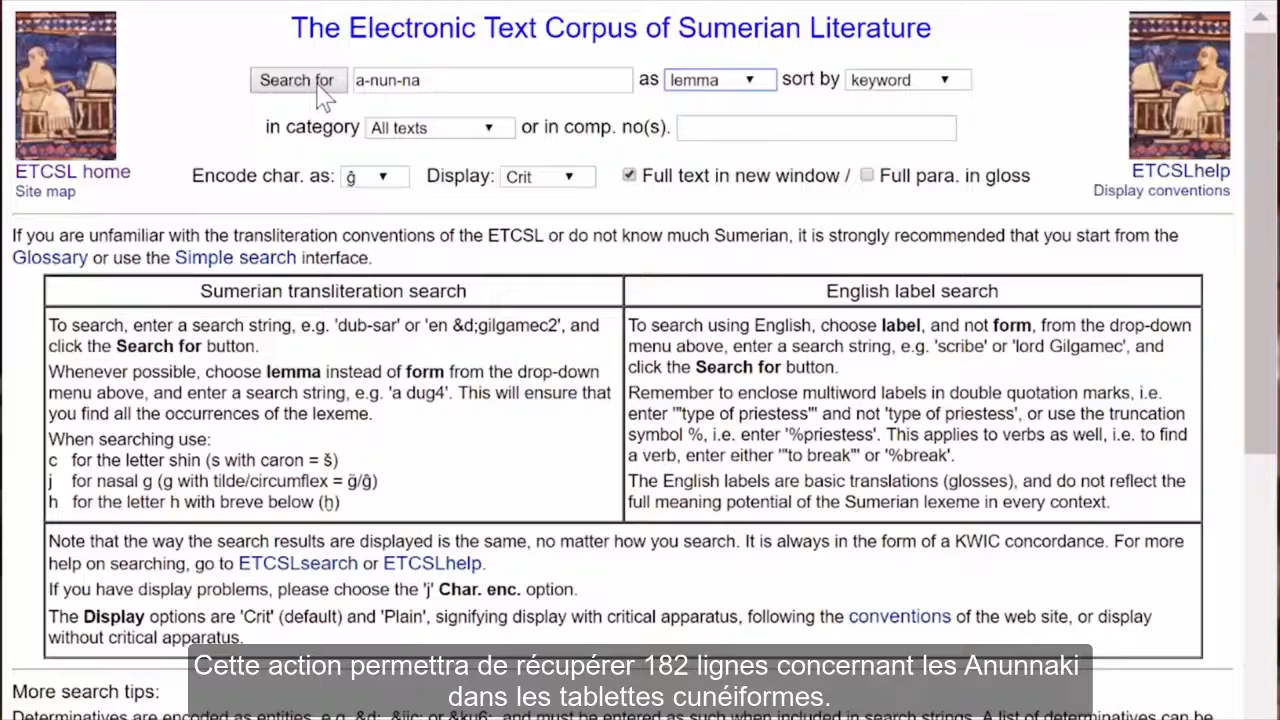 The Electronic Text Corpus of Sumerian Literature
Search for a-nun-na as lemma sort by keyword
in category All texts or in comp. no(s).
ETCSL home
Site map
Encode char. as: ĝ Display: Crit Full text in new window / Full para. in gloss
ETCSLhelp
Display conventions
If you are unfamiliar with the transliteration conventions of the ETCSL or do not know much Sumerian, it is strongly recommended that you start from the
Glossary or use the Simple search interface.
Sumerian transliteration search
To search, enter a search string, e.g. 'dub-sar' or 'en &d;gilgamec2', and
click the Search for button.
Whenever possible, choose lemma instead of form from the drop-down
menu above, and enter a search string, e.g. 'a dug4'. This will ensure that
you find all the occurrences of the lexeme.
When searching use:
c for the letter shin (s with caron = š)
j for nasal g (g with tilde/circumflex = g̃/ĝ)
h for the letter h with breve below (ḫ)
English label search
To search using English, choose label, and not form, from the drop-down
menu above, enter a search string, e.g. 'scribe' or 'lord Gilgamec', and
click the Search for button.
Remember to enclose multiword labels in double quotation marks, i.e.
enter '"type of priestess"' and not 'type of priestess', or use the truncation
symbol %, i.e. enter '%priestess'. This applies to verbs as well, i.e. to find
a verb, enter either '"to break"' or '%break'.
The English labels are basic translations (glosses), and do not reflect the
full meaning potential of the Sumerian lexeme in every context.
Note that the way the search results are displayed is the same, no matter how you search. It is always in the form of a KWIC concordance. For more
help on searching, go to ETCSLsearch or ETCSLhelp.
If you have display problems, please choose the 'j' Char. enc. option.
The Display options are 'Crit' (default) and 'Plain', signifying display with critical apparatus, following the conventions of the web site, or display
without critical apparatus.
Cette action permettra de récupérer 182 lignes concernant les Anunnaki
dans les tablettes cunéiformes.
More search tips: